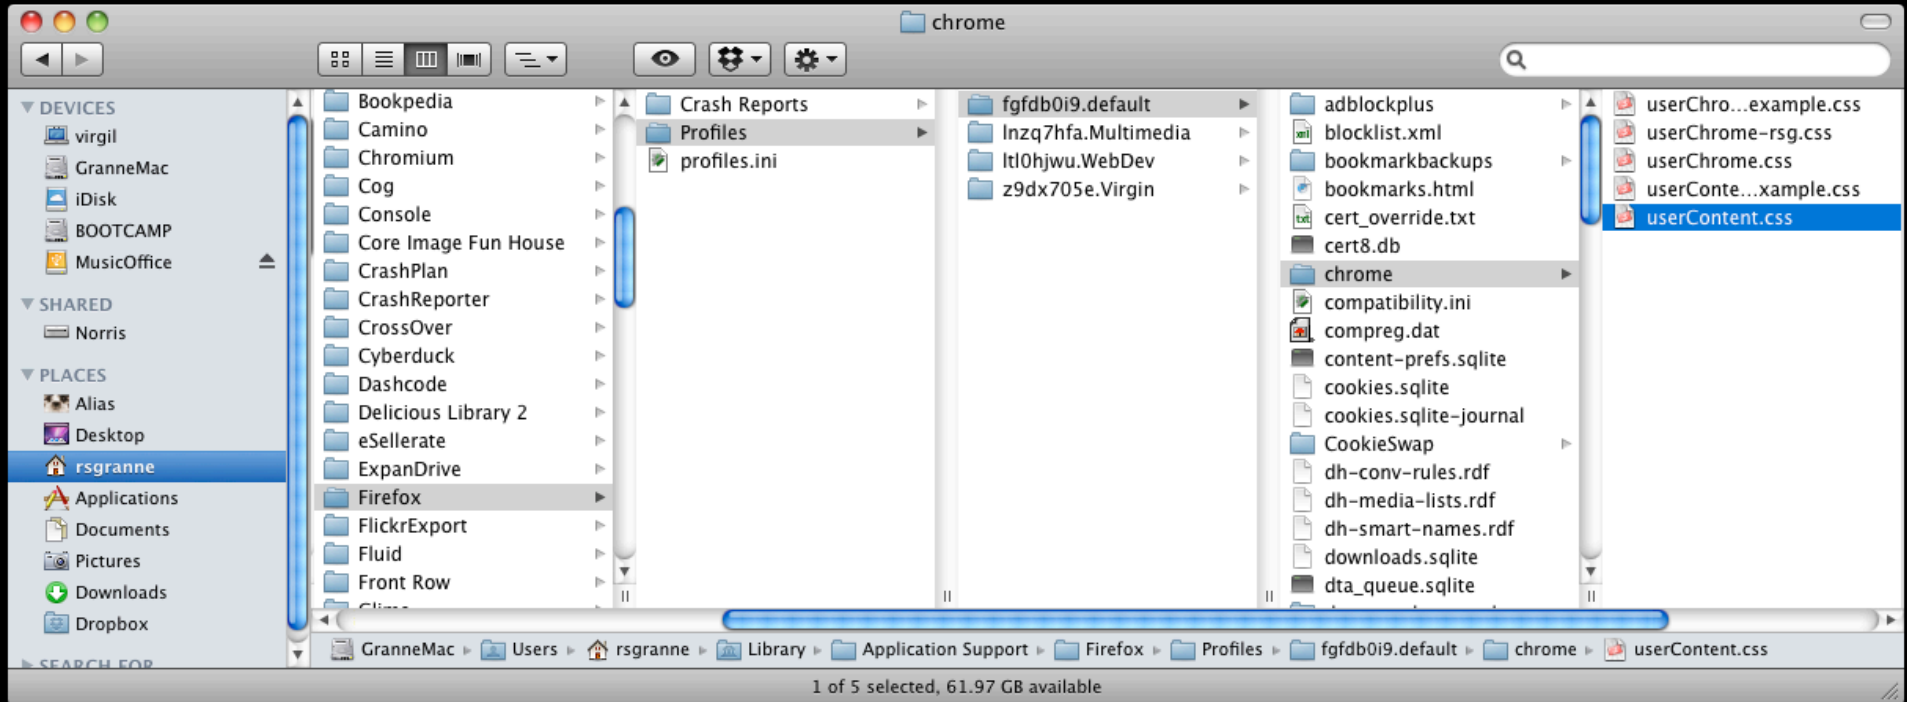 chrome
DEVICES
virgil
GranneMac
iDisk
BOOTCAMP
MusicOffice
SHARED
Norris
PLACES
Alias
Desktop
rsgranne
Applications
Documents
Pictures
Downloads
Dropbox
SEARCH FOR
Bookpedia
Camino
Chromium
Cog
Console
Core Image Fun House
CrashPlan
CrashReporter
CrossOver
Cyberduck
Dashcode
Delicious Library 2
eSellerate
ExpanDrive
Firefox
FlickrExport
Fluid
Front Row
Crash Reports
Profiles
profiles.ini
fgfdb0i9.default
lnzq7hfa.Multimedia
ltl0hjwu.WebDev
z9dx705e.Virgin
adblockplus
blocklist.xml
bookmarkbackups
bookmarks.html
cert_override.txt
cert8.db
chrome
compatibility.ini
compreg.dat
content-prefs.sqlite
cookies.sqlite
cookies.sqlite-journal
CookieSwap
dh-conv-rules.rdf
dh-media-lists.rdf
dh-smart-names.rdf
downloads.sqlite
dta_queue.sqlite
userChro...example.css
userChrome-rsg.css
userChrome.css
userConte...xample.css
userContent.css
GranneMac Users rsgranne Library Application Support Firefox Profiles fgfdb0i9.default chrome userContent.css
1 of 5 selected, 61.97 GB available